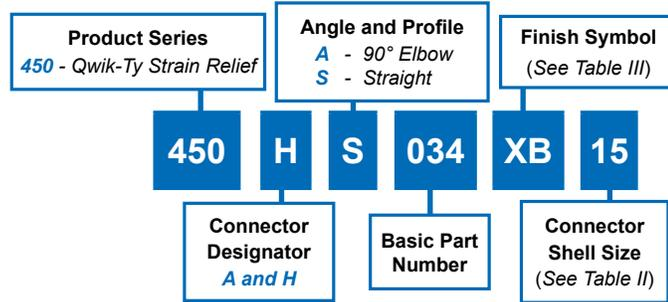 Product Series
450 - Qwik-Ty Strain Relief
Angle and Profile
A - 90° Elbow
S - Straight
Finish Symbol
(See Table III)
450 H S 034 XB 15
Connector
Designator
A and H
Basic Part
Number
Connector
Shell Size
(See Table II)